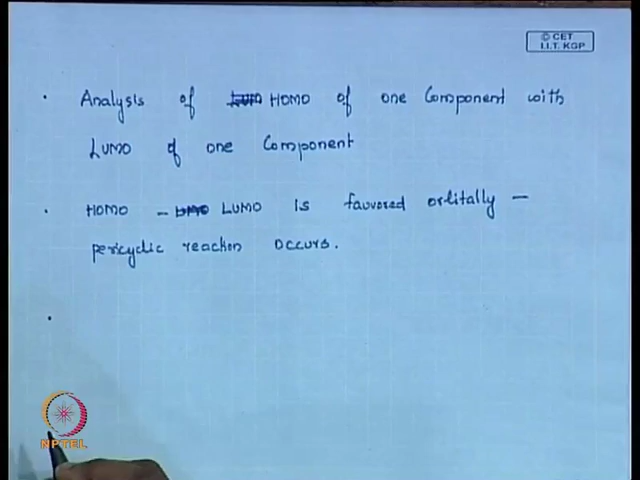 © CET
I.I.T. KGP
· Analysis of HOMO of one Component with
LUMO of one Component
· HOMO – LUMO is favored orbitally –
pericyclic reaction occurs.
·
NPTEL